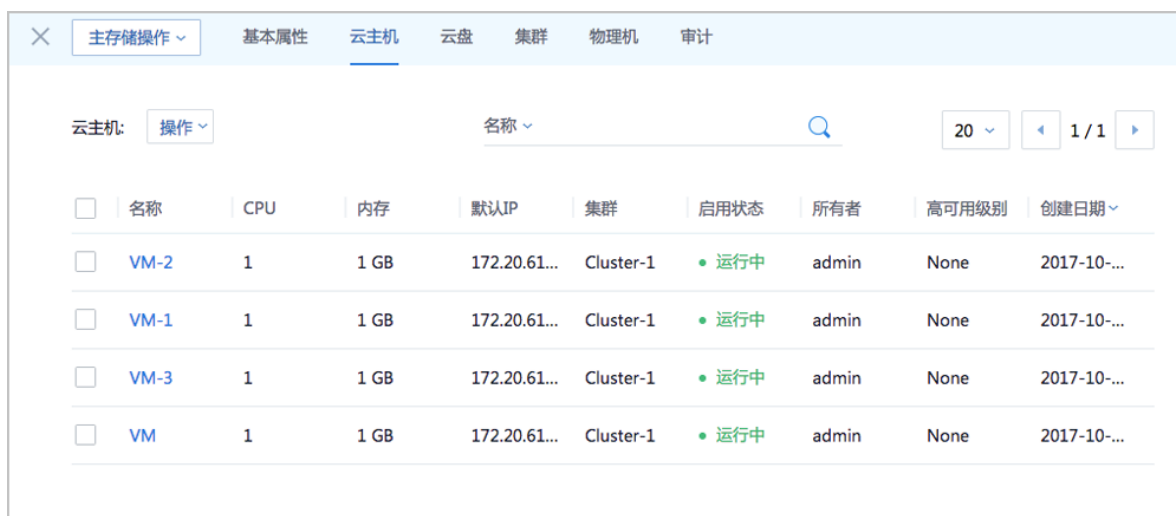 主存储操作 基本属性 云主机 云盘 集群 物理机 审计
云主机: 操作 名称 20 1 / 1
名称 CPU 内存 默认IP 集群 启用状态 所有者 高可用级别 创建日期
VM-2 1 1 GB 172.20.61... Cluster-1 运行中 admin None 2017-10-...
VM-1 1 1 GB 172.20.61... Cluster-1 运行中 admin None 2017-10-...
VM-3 1 1 GB 172.20.61... Cluster-1 运行中 admin None 2017-10-...
VM 1 1 GB 172.20.61... Cluster-1 运行中 admin None 2017-10-...